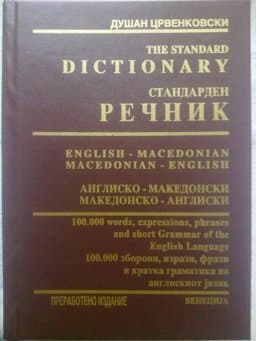 ДУШАН ЦРВЕНКОВСКИ
THE STANDARD
DICTIONARY
СТАНДАРДЕН
РЕЧНИК
ENGLISH - MACEDONIAN
MACEDONIAN - ENGLISH
АНГЛИСКО - МАКЕДОНСКИ
МАКЕДОНСКО - АНГЛИСКИ
100.000 words, expressions, phrases
and short Grammar of the
English Language
100.000 зборови, изрази, фрази
и кратка граматика на
англискиот јазик
ПРЕРАБОТЕНО ИЗДАНИЕ
ВЕНЕЦИЈА